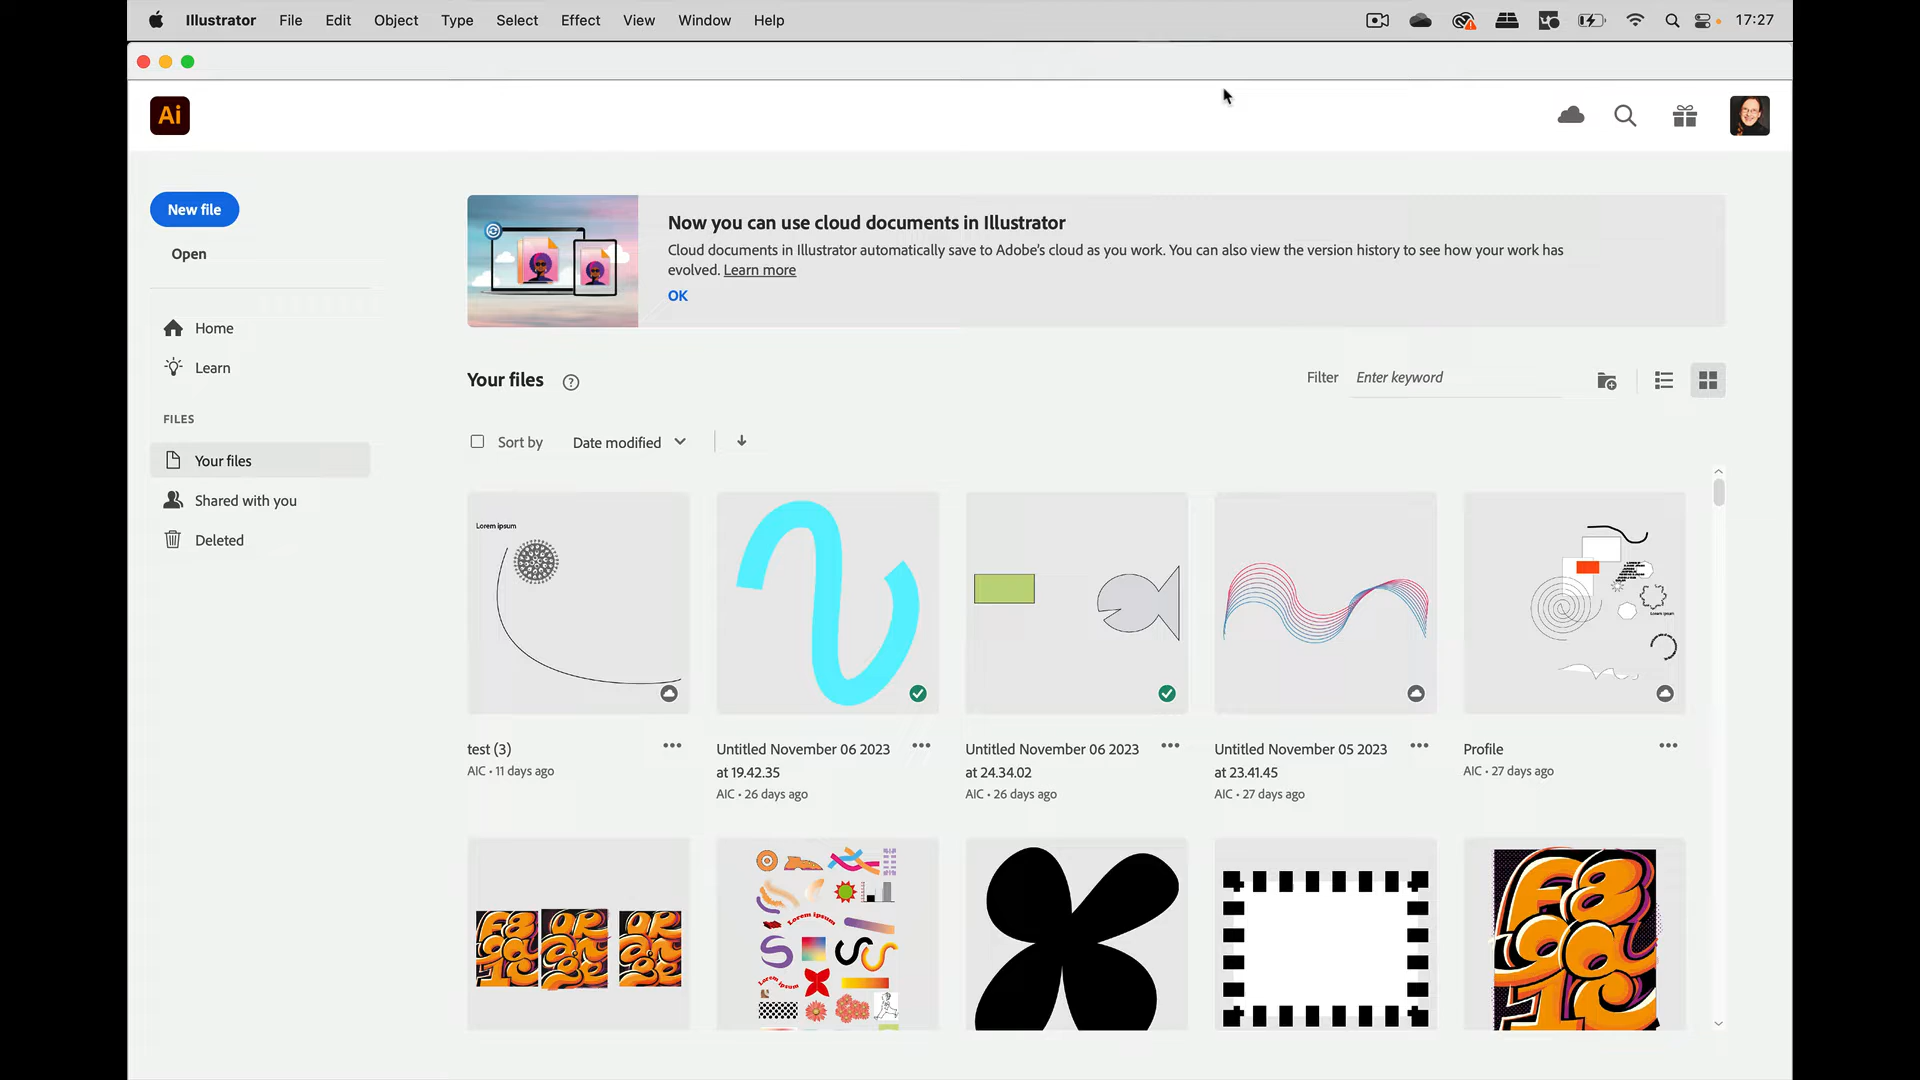 Illustrator File Edit Object Type Select Effect View Window Help 17:27
Ai
New file
Open
Home
Learn
FILES
Your files
Shared with you
Deleted
Now you can use cloud documents in Illustrator
Cloud documents in Illustrator automatically save to Adobe's cloud as you work. You can also view the version history to see how your work has
evolved. Learn more
OK
Your files ?
Filter Enter keyword
Sort by Date modified
Lorem ipsum
test (3)
AIC • 11 days ago
Untitled November 06 2023
at 19.42.35
AIC • 26 days ago
Untitled November 06 2023
at 24.34.02
AIC • 26 days ago
Untitled November 05 2023
at 23.41.45
AIC • 27 days ago
Profile
AIC • 27 days ago
Lorem ipsum
Lorem ipsum